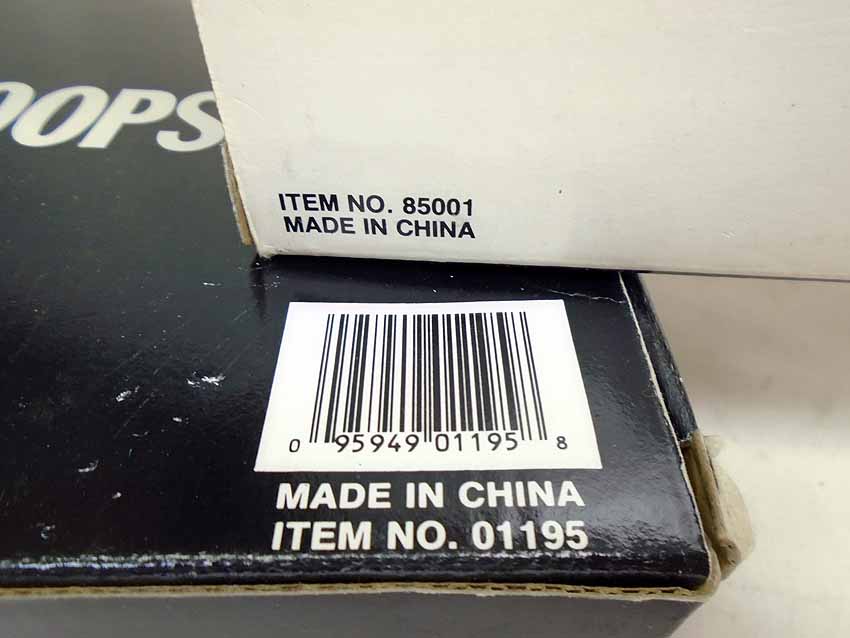 OOPS
ITEM NO. 85001
MADE IN CHINA
0 95949 01195 8
MADE IN CHINA
ITEM NO. 01195